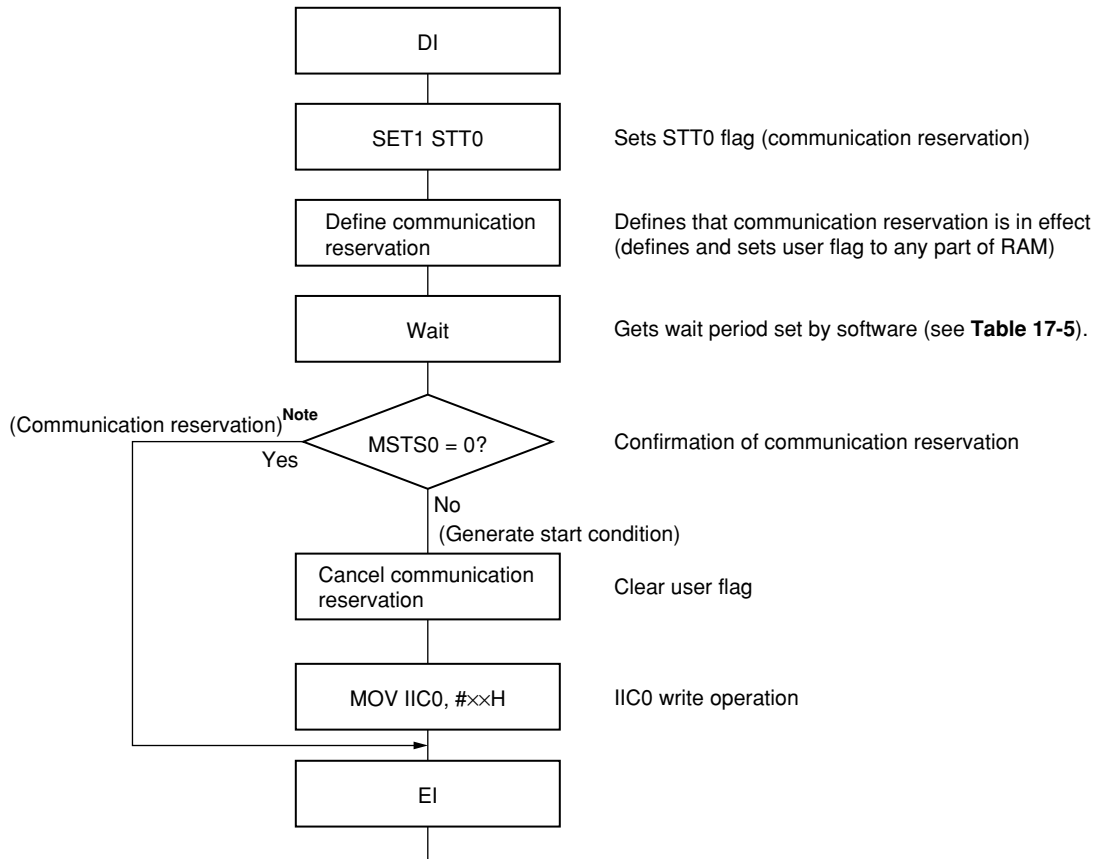 DI
SET1 STT0
Sets STT0 flag (communication reservation)
Define communication
reservation
Defines that communication reservation is in effect
(defines and sets user flag to any part of RAM)
Wait
Gets wait period set by software (see Table 17-5).
(Communication reservation)Note
Yes
MSTS0 = 0?
Confirmation of communication reservation
No
(Generate start condition)
Cancel communication
reservation
Clear user flag
MOV IIC0, #××H
IIC0 write operation
EI